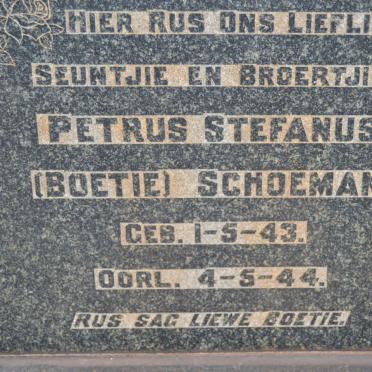 HIER RUS ONS LIEFLI
SEUNTJIE EN BROERTJI
PETRUS STEFANUS
(BOETIE) SCHOEMAN
GEB. 1-5-43.
OORL. 4-5-44.
RUS SAG LIEWE BOETIE.